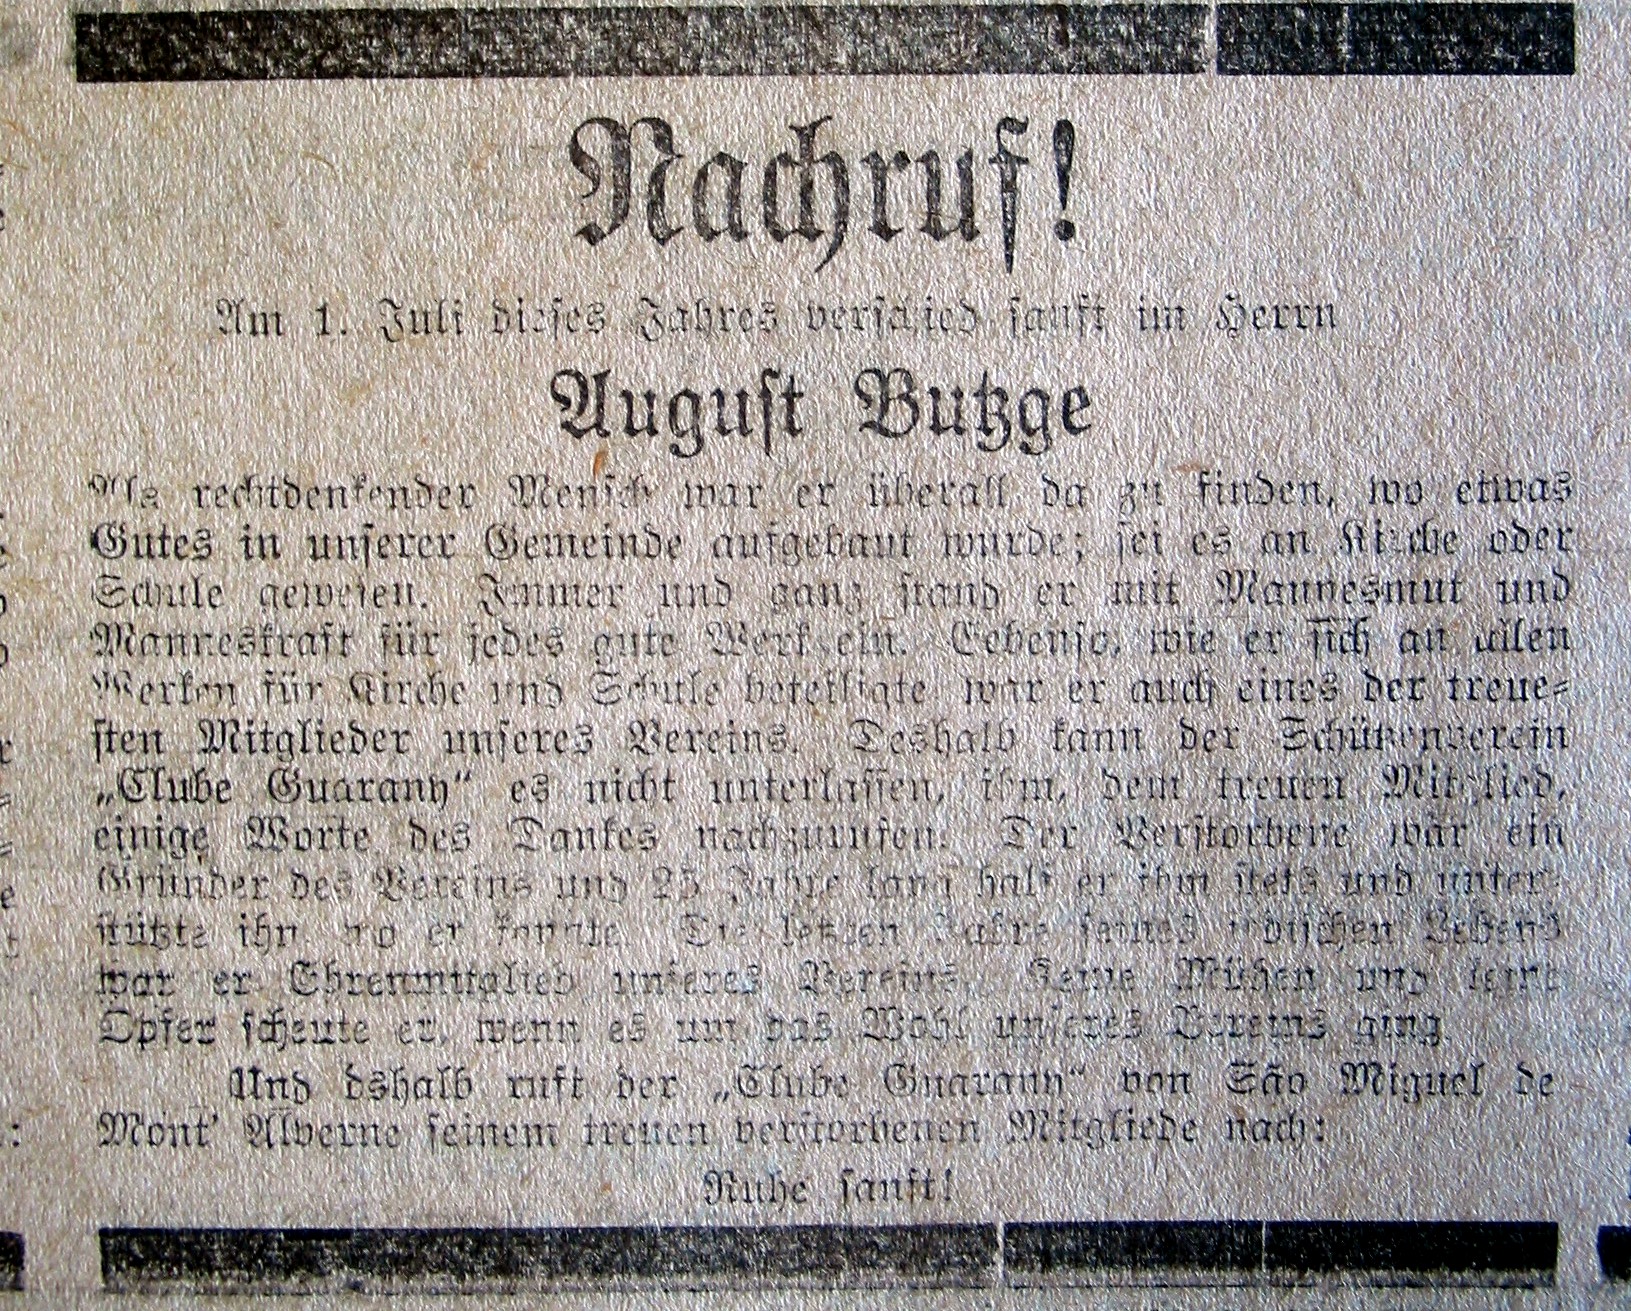 Nachruf!
Am 1. Juli dieses Jahres verschied sanft im Herrn
August Butzge
Als rechtdenkender Mensch war er überall da zu finden, wo etwas
Gutes in unserer Gemeinde aufgebaut wurde; sei es an Kirche oder
Schule gewesen. Immer und ganz stand er mit Mannesmut und
Manneskraft für jedes gute Werk ein. Eebenso, wie er sich an allen
Werken für Kirche und Schule beteiligte war er auch eines der treue-
sten Mitglieder unseres Vereins. Deshalb kann der Schützenverein
„Clube Guarany“ es nicht unterlassen, ihm, dem treuen Mitglied,
einige Worte des Dankes nachzurufen. Der Verstorbene war ein
Gründer des Vereins und 25 Jahre lang half er ihm stets und unter-
stützte ihn wo er konnte. Die letzten Jahre seines irdischen Lebens
war er Ehrenmitglied unseres Vereins. Keine Mühen und keine
Opfer scheute er, wenn es um das Wohl unseres Vereins ging.
Und dshalb ruft der „Clube Guarany“ von São Miguel de
Mont' Alverne seinem treuen verstorbenen Mitgliede nach:
Ruhe sanft!